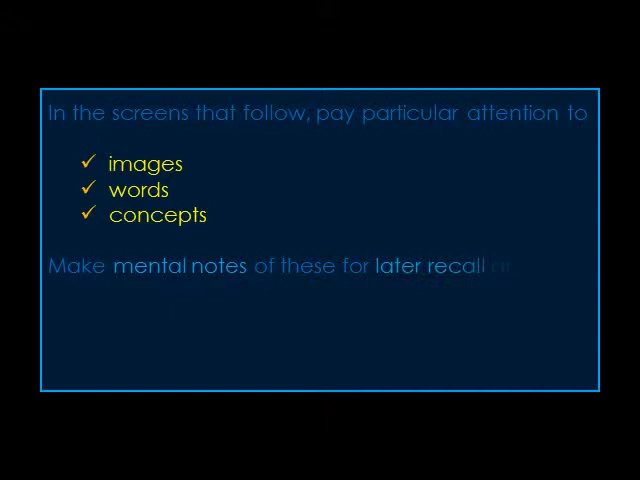 In the screens that follow, pay particular attention to
✓ images
✓ words
✓ concepts
Make mental notes of these for later recall